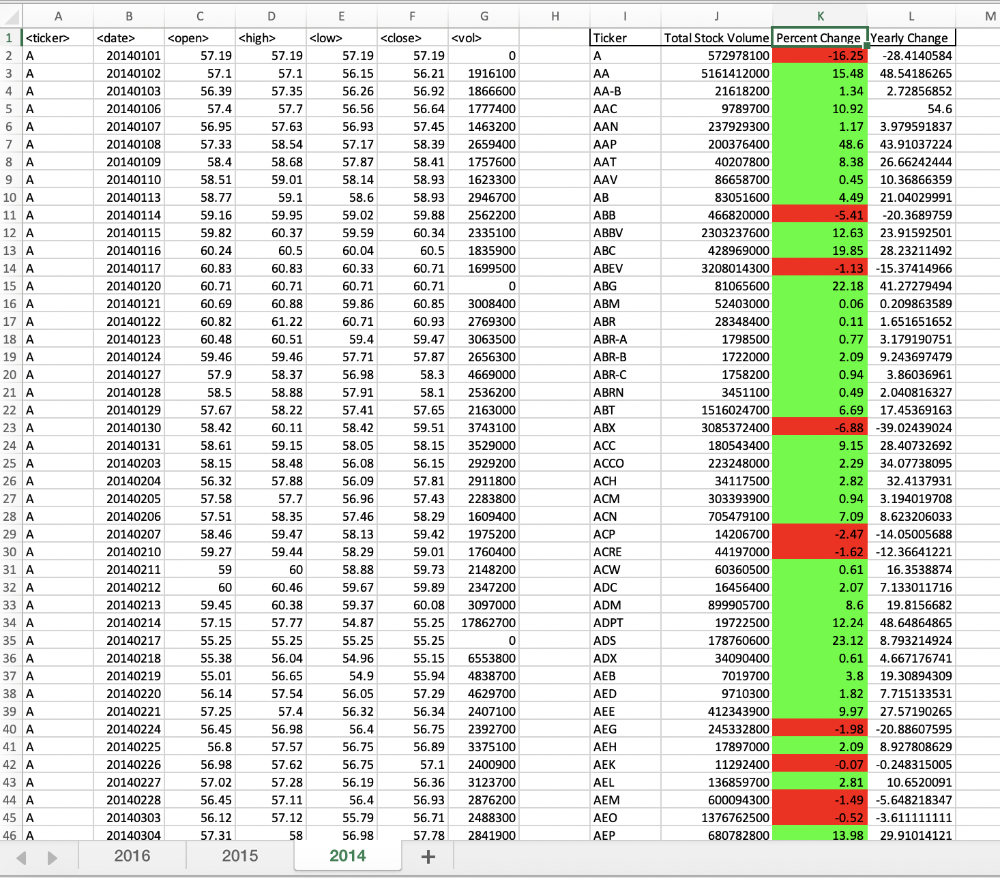 A B C D E F G H I J K L M
1 <ticker> <date> <open> <high> <low> <close> <vol> Ticker Total Stock Volume Percent Change Yearly Change
2 A 20140101 57.19 57.19 57.19 57.19 0 A 572978100 -16.25 -28.4140584
3 A 20140102 57.1 57.1 56.15 56.21 1916100 AA 5161412000 15.48 48.54186265
4 A 20140103 56.39 57.35 56.26 56.92 1866600 AA-B 21618200 1.34 2.72856852
5 A 20140106 57.4 57.7 56.56 56.64 1777400 AAC 9789700 10.92 54.6
6 A 20140107 56.95 57.63 56.93 57.45 1463200 AAN 237929300 1.17 3.979591837
7 A 20140108 57.33 58.54 57.17 58.39 2659400 AAP 200376400 48.6 43.91037224
8 A 20140109 58.4 58.68 57.87 58.41 1757600 AAT 40207800 8.38 26.66242444
9 A 20140110 58.51 59.01 58.14 58.93 1623300 AAV 86658700 0.45 10.36866359
10 A 20140113 58.77 59.1 58.6 58.93 2946700 AB 83051600 4.49 21.04029991
11 A 20140114 59.16 59.95 59.02 59.88 2562200 ABB 466820000 -5.41 -20.3689759
12 A 20140115 59.82 60.37 59.59 60.34 2335100 ABBV 2303237600 12.63 23.91592501
13 A 20140116 60.24 60.5 60.04 60.5 1835900 ABC 428969000 19.85 28.23211492
14 A 20140117 60.83 60.83 60.33 60.71 1699500 ABEV 3208014300 -1.13 -15.37414966
15 A 20140120 60.71 60.71 60.71 60.71 0 ABG 81065600 22.18 41.27279494
16 A 20140121 60.69 60.88 59.86 60.85 3008400 ABM 52403000 0.06 0.209863589
17 A 20140122 60.82 61.22 60.71 60.93 2769300 ABR 28348400 0.11 1.651651652
18 A 20140123 60.48 60.51 59.4 59.47 3063500 ABR-A 1798500 0.77 3.179190751
19 A 20140124 59.46 59.46 57.71 57.87 2656300 ABR-B 1722000 2.09 9.243697479
20 A 20140127 57.9 58.37 56.98 58.3 4669000 ABR-C 1758200 0.94 3.86036961
21 A 20140128 58.5 58.88 57.91 58.1 2536200 ABRN 3451100 0.49 2.040816327
22 A 20140129 57.67 58.22 57.41 57.65 2163000 ABT 1516024700 6.69 17.45369163
23 A 20140130 58.42 60.11 58.42 59.51 3743100 ABX 3085372400 -6.88 -39.02439024
24 A 20140131 58.61 59.15 58.05 58.15 3529000 ACC 180543400 9.15 28.40732692
25 A 20140203 58.15 58.48 56.08 56.15 2929200 ACCO 223248000 2.29 34.07738095
26 A 20140204 56.32 57.88 56.09 57.81 2911800 ACH 34117500 2.82 32.4137931
27 A 20140205 57.58 57.7 56.96 57.43 2283800 ACM 303393900 0.94 3.194019708
28 A 20140206 57.51 58.35 57.46 58.29 1609400 ACN 705479100 7.09 8.623206033
29 A 20140207 58.46 59.47 58.13 59.42 1975200 ACP 14206700 -2.47 -14.05005688
30 A 20140210 59.27 59.44 58.29 59.01 1760400 ACRE 44197000 -1.62 -12.36641221
31 A 20140211 59 60 58.88 59.73 2148200 ACW 60360500 0.61 16.3538874
32 A 20140212 60 60.46 59.67 59.89 2347200 ADC 16456400 2.07 7.133011716
33 A 20140213 59.45 60.38 59.37 60.08 3097000 ADM 899905700 8.6 19.8156682
34 A 20140214 57.15 57.77 54.87 55.25 17862700 ADPT 19722500 12.24 48.64864865
35 A 20140217 55.25 55.25 55.25 55.25 0 ADS 178760600 23.12 8.793214924
36 A 20140218 55.38 56.04 54.96 55.15 6553800 ADX 34090400 0.61 4.667176741
37 A 20140219 55.01 56.65 54.9 55.94 4838700 AEB 7019700 3.8 19.30894309
38 A 20140220 56.14 57.54 56.05 57.29 4629700 AED 9710300 1.82 7.715133531
39 A 20140221 57.25 57.4 56.32 56.34 2407100 AEE 412343900 9.97 27.57190265
40 A 20140224 56.45 56.98 56.4 56.75 2392700 AEG 245332800 -1.98 -20.88607595
41 A 20140225 56.8 57.57 56.75 56.89 3375100 AEH 17897000 2.09 8.927808629
42 A 20140226 56.98 57.62 56.75 57.1 2400900 AEK 11292400 -0.07 -0.248315005
43 A 20140227 57.02 57.28 56.19 56.36 3123700 AEL 136859700 2.81 10.6520091
44 A 20140228 56.45 57.11 56.4 56.93 2876200 AEM 600094300 -1.49 -5.648218347
45 A 20140303 56.12 57.12 55.79 56.71 2488300 AEO 1376762500 -0.52 -3.611111111
46 A 20140304 57.31 58 56.98 57.78 2841900 AEP 680782800 13.98 29.91014121
2016 2015 2014 +